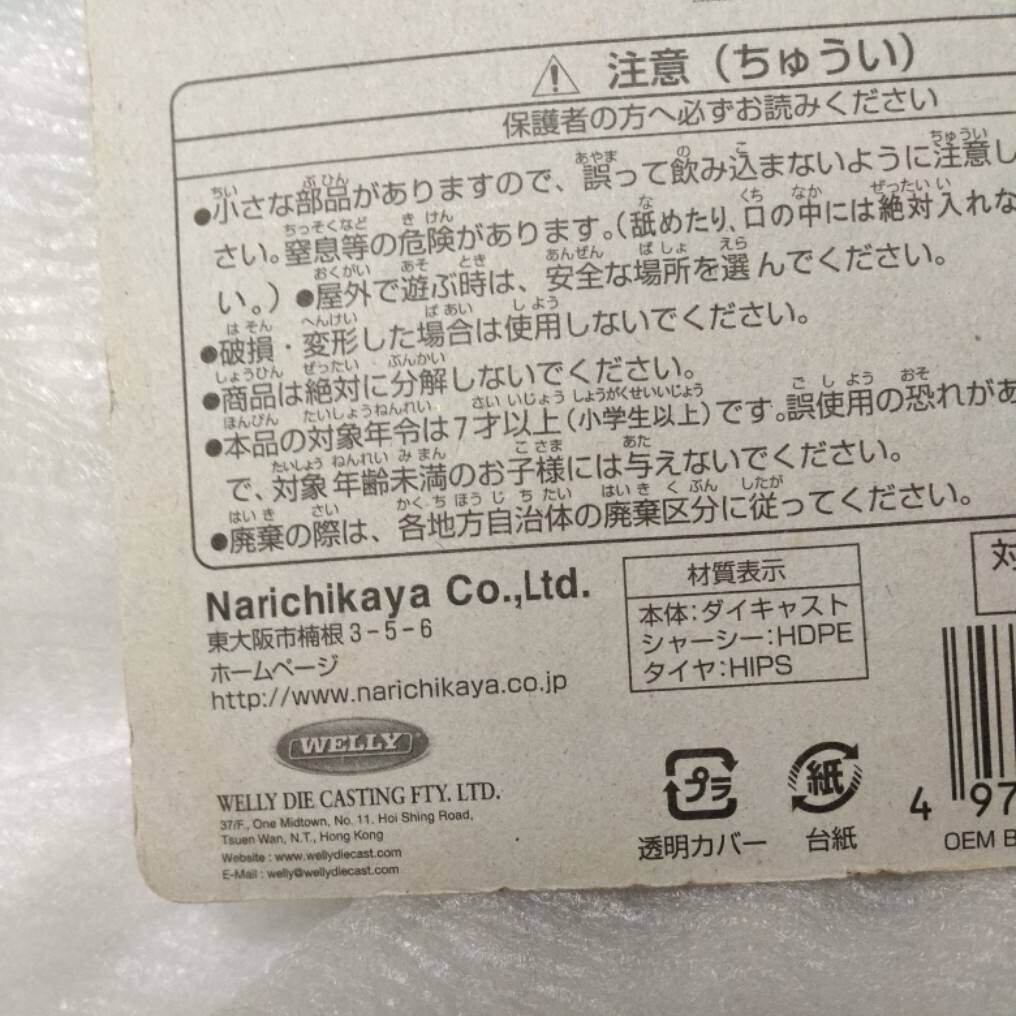 ⚠ 注意（ちゅうい）
保護者の方へ必ずお読みください
●小さな部品がありますので、誤って飲み込まないように注意し
さい。窒息等の危険があります。（舐めたり、口の中には絶対入れな
い。）●屋外で遊ぶ時は、安全な場所を選んでください。
●破損・変形した場合は使用しないでください。
●商品は絶対に分解しないでください。
●本品の対象年令は7才以上（小学生以上）です。誤使用の恐れがあ
で、対象年齢未満のお子様には与えないでください。
●廃棄の際は、各地方自治体の廃棄区分に従ってください。
Narichikaya Co.,Ltd.
東大阪市楠根3-5-6
ホームページ
http://www.narichikaya.co.jp
材質表示
本体:ダイキャスト
シャーシー:HDPE
タイヤ:HIPS
対
WELLY
WELLY DIE CASTING FTY. LTD.
37/F., One Midtown, No. 11. Hoi Shing Road,
Tsuen Wan, N.T., Hong Kong
Website : www.wellydiecast.com
E-Mail : welly@wellydiecast.com
プラ
透明カバー
紙
台紙
4 97
OEM B